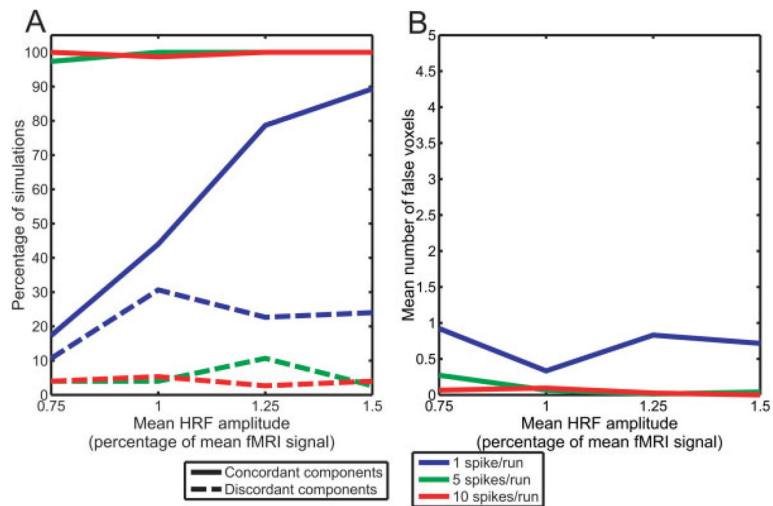 A
100
90
80
70
60
50
40
30
20
10
0
0.75
1
1.25
1.5
Percentage of simulations
Mean HRF amplitude
(percentage of mean fMRI signal)
B
5
4.5
4
3.5
3
2.5
2
1.5
1
0.5
0
0.75
1
1.25
1.5
Mean number of false voxels
Mean HRF amplitude
(percentage of mean fMRI signal)
Concordant components
Discordant components
1 spike/run
5 spikes/run
10 spikes/run